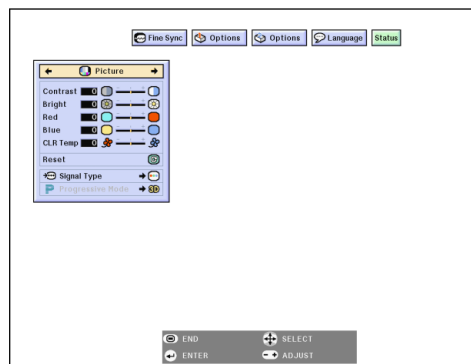 Fine Sync Options Options Language Status
Picture
Contrast 0
Bright 0
Red 0
Blue 0
CLR Temp 0
Reset
Signal Type
P Progressive Mode 3D
END SELECT
ENTER ADJUST